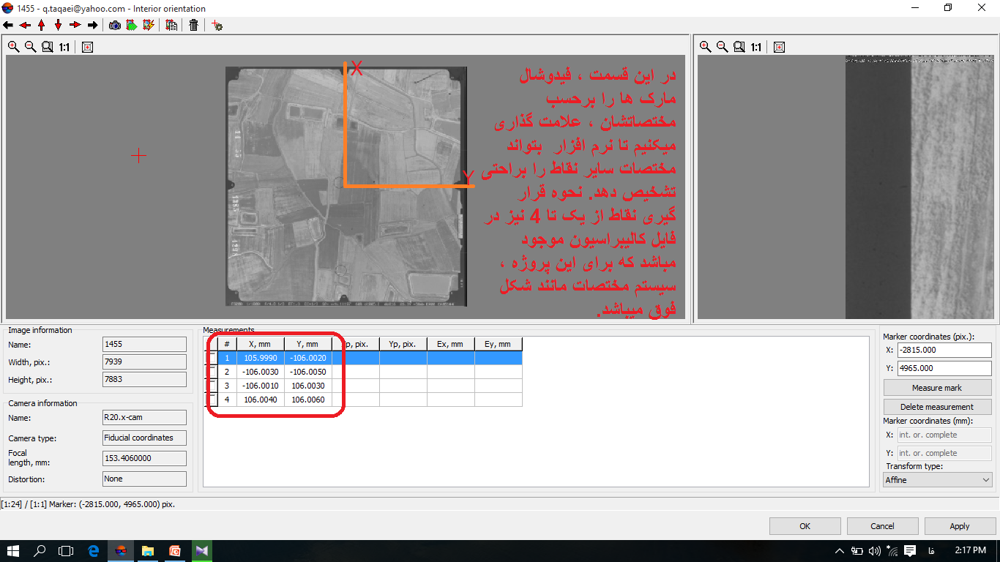 1455 - q.taqaei@yahoo.com - Interior orientation
1:1
1:1
X
Y
در این قسمت ، فیدوشال
مارک ها را برحسب
مختصاتشان ، علامت گذاری
میکنیم تا نرم افزار بتواند
مختصات سایر نقاط را براحتی
تشخیص دهد. نحوه قرار
گیری نقاط از یک تا 4 نیز در
فایل کالیبراسیون موجود
مباشد که برای این پروژه ،
سیستم مختصات مانند شکل
فوق میباشد.
Image information
Name: 1455
Width, pix.: 7939
Height, pix.: 7883
Camera information
Name: R20.x-cam
Camera type: Fiducial coordinates
Focal
length, mm: 153.4060000
Distortion: None
Measurements
# X, mm Y, mm p, pix. Yp, pix. Ex, mm Ey, mm
1 105.9990 -106.0020
2 -106.0030 -106.0050
3 -106.0010 106.0030
4 106.0040 106.0060
Marker coordinates (pix.):
X: -2815.000
Y: 4965.000
Measure mark
Delete measurement
Marker coordinates (mm):
X: int. or. complete
Y: int. or. complete
Transform type:
Affine
[1:24] / [1:1] Marker: (-2815.000, 4965.000) pix.
OK Cancel Apply
فا 2:17 PM